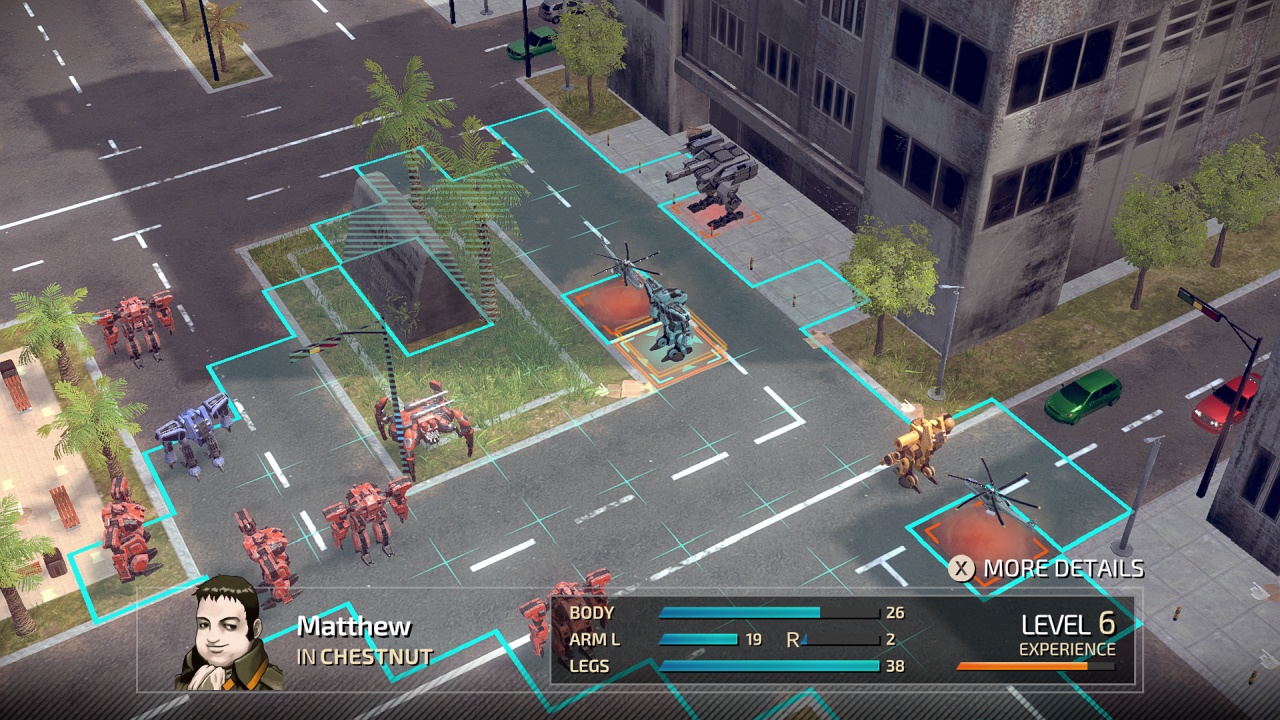 X MORE DETAILS
Matthew
IN CHESTNUT
BODY 26
ARM L 19 R 2
LEGS 38
LEVEL 6
EXPERIENCE